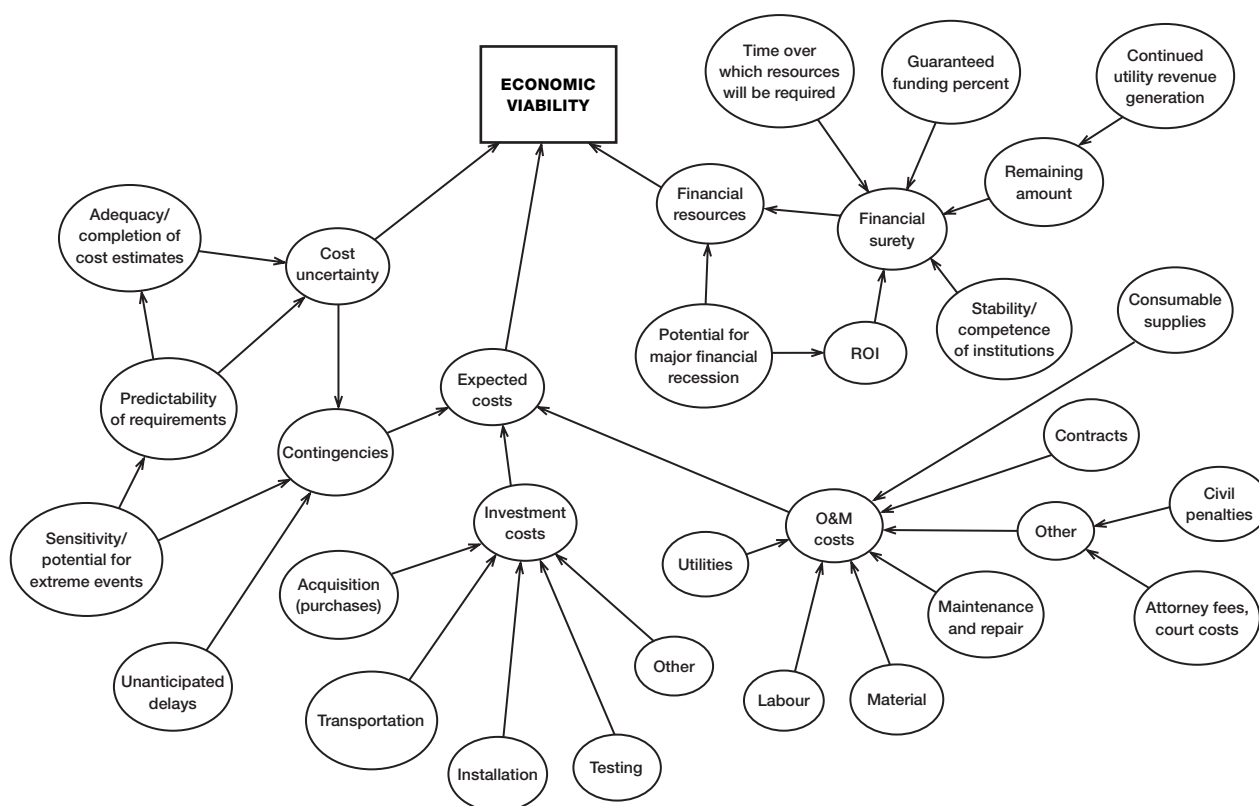 ECONOMIC
VIABILITY
Time over
which resources
will be required
Guaranteed
funding percent
Continued
utility revenue
generation
Remaining
amount
Financial
resources
Financial
surety
Adequacy/
completion of
cost estimates
Cost
uncertainty
Stability/
competence
of institutions
Consumable
supplies
Potential for
major financial
recession
ROI
Predictability
of requirements
Expected
costs
Contingencies
Contracts
Sensitivity/
potential for
extreme events
Investment
costs
O&M
costs
Other
Civil
penalties
Utilities
Acquisition
(purchases)
Maintenance
and repair
Attorney fees,
court costs
Unanticipated
delays
Other
Transportation
Labour
Material
Installation
Testing